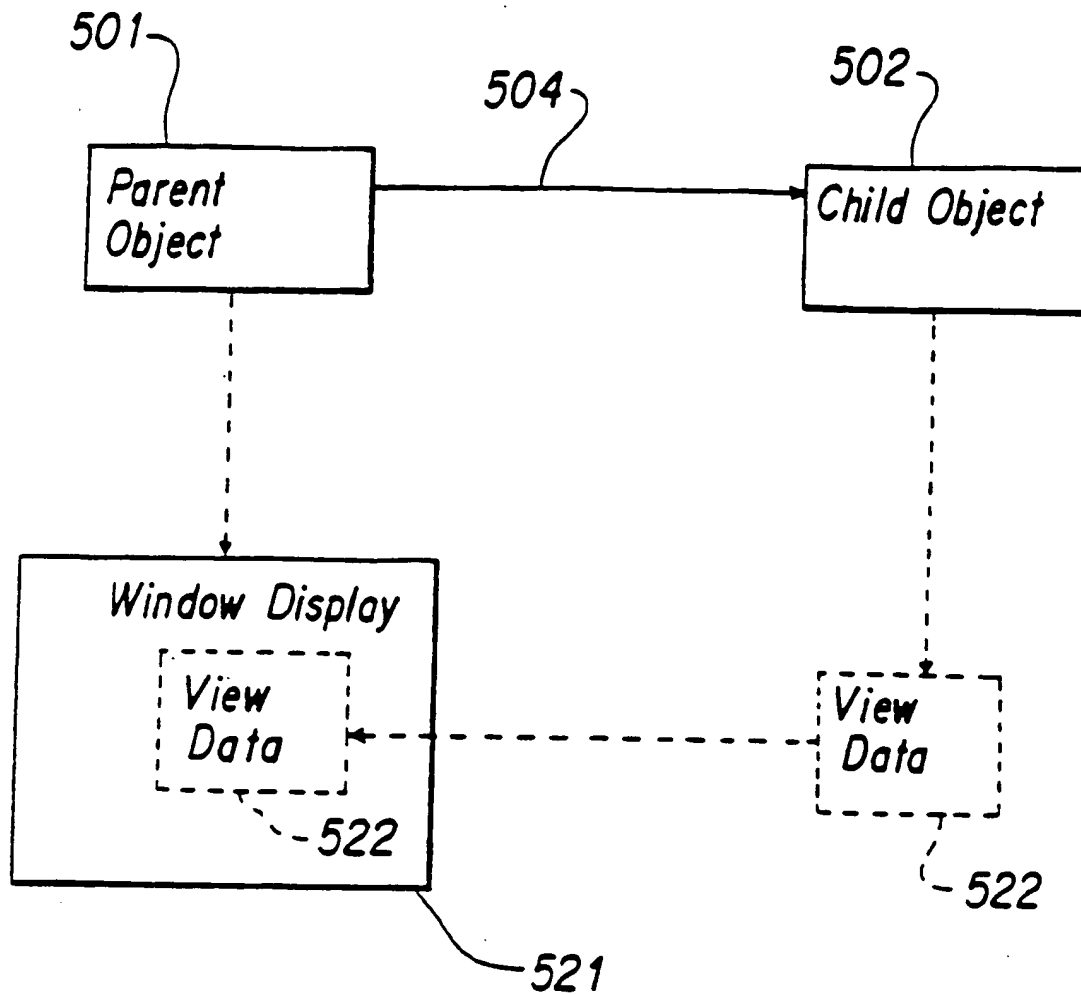 501
504
502
Parent
Object
Child Object
Window Display
View
Data
View
Data
522
522
521